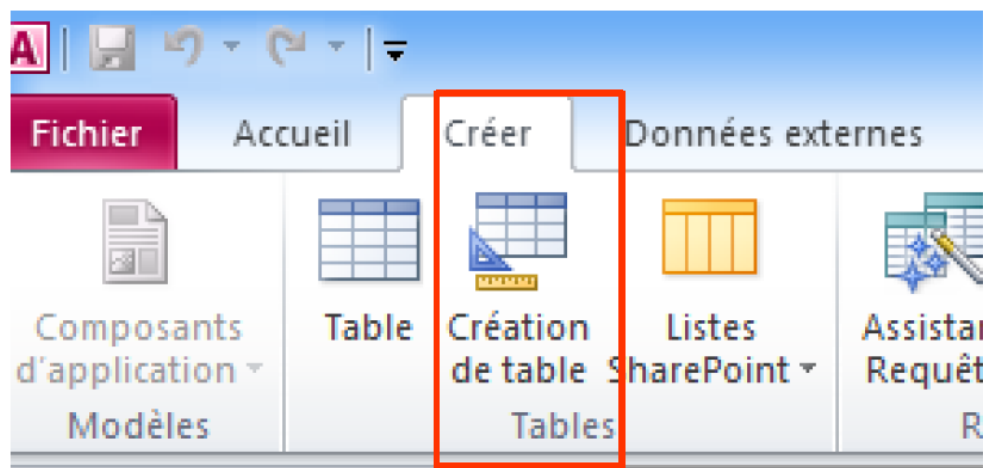 A
Fichier Accueil Créer Données externes
Composants d'application
Table
Création de table
Listes SharePoint
Modèles
Tables